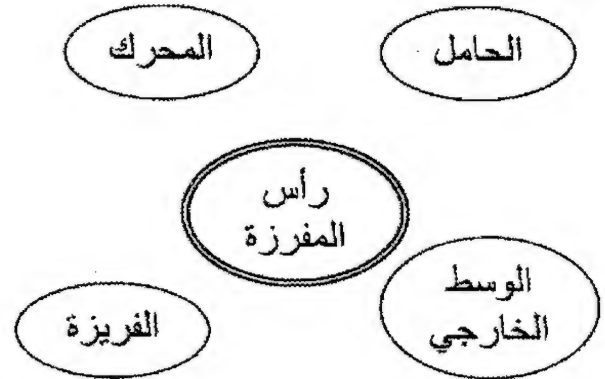 الحامل
المحرك
رأس
المفرزة
الوسط
الخارجي
الفريزة